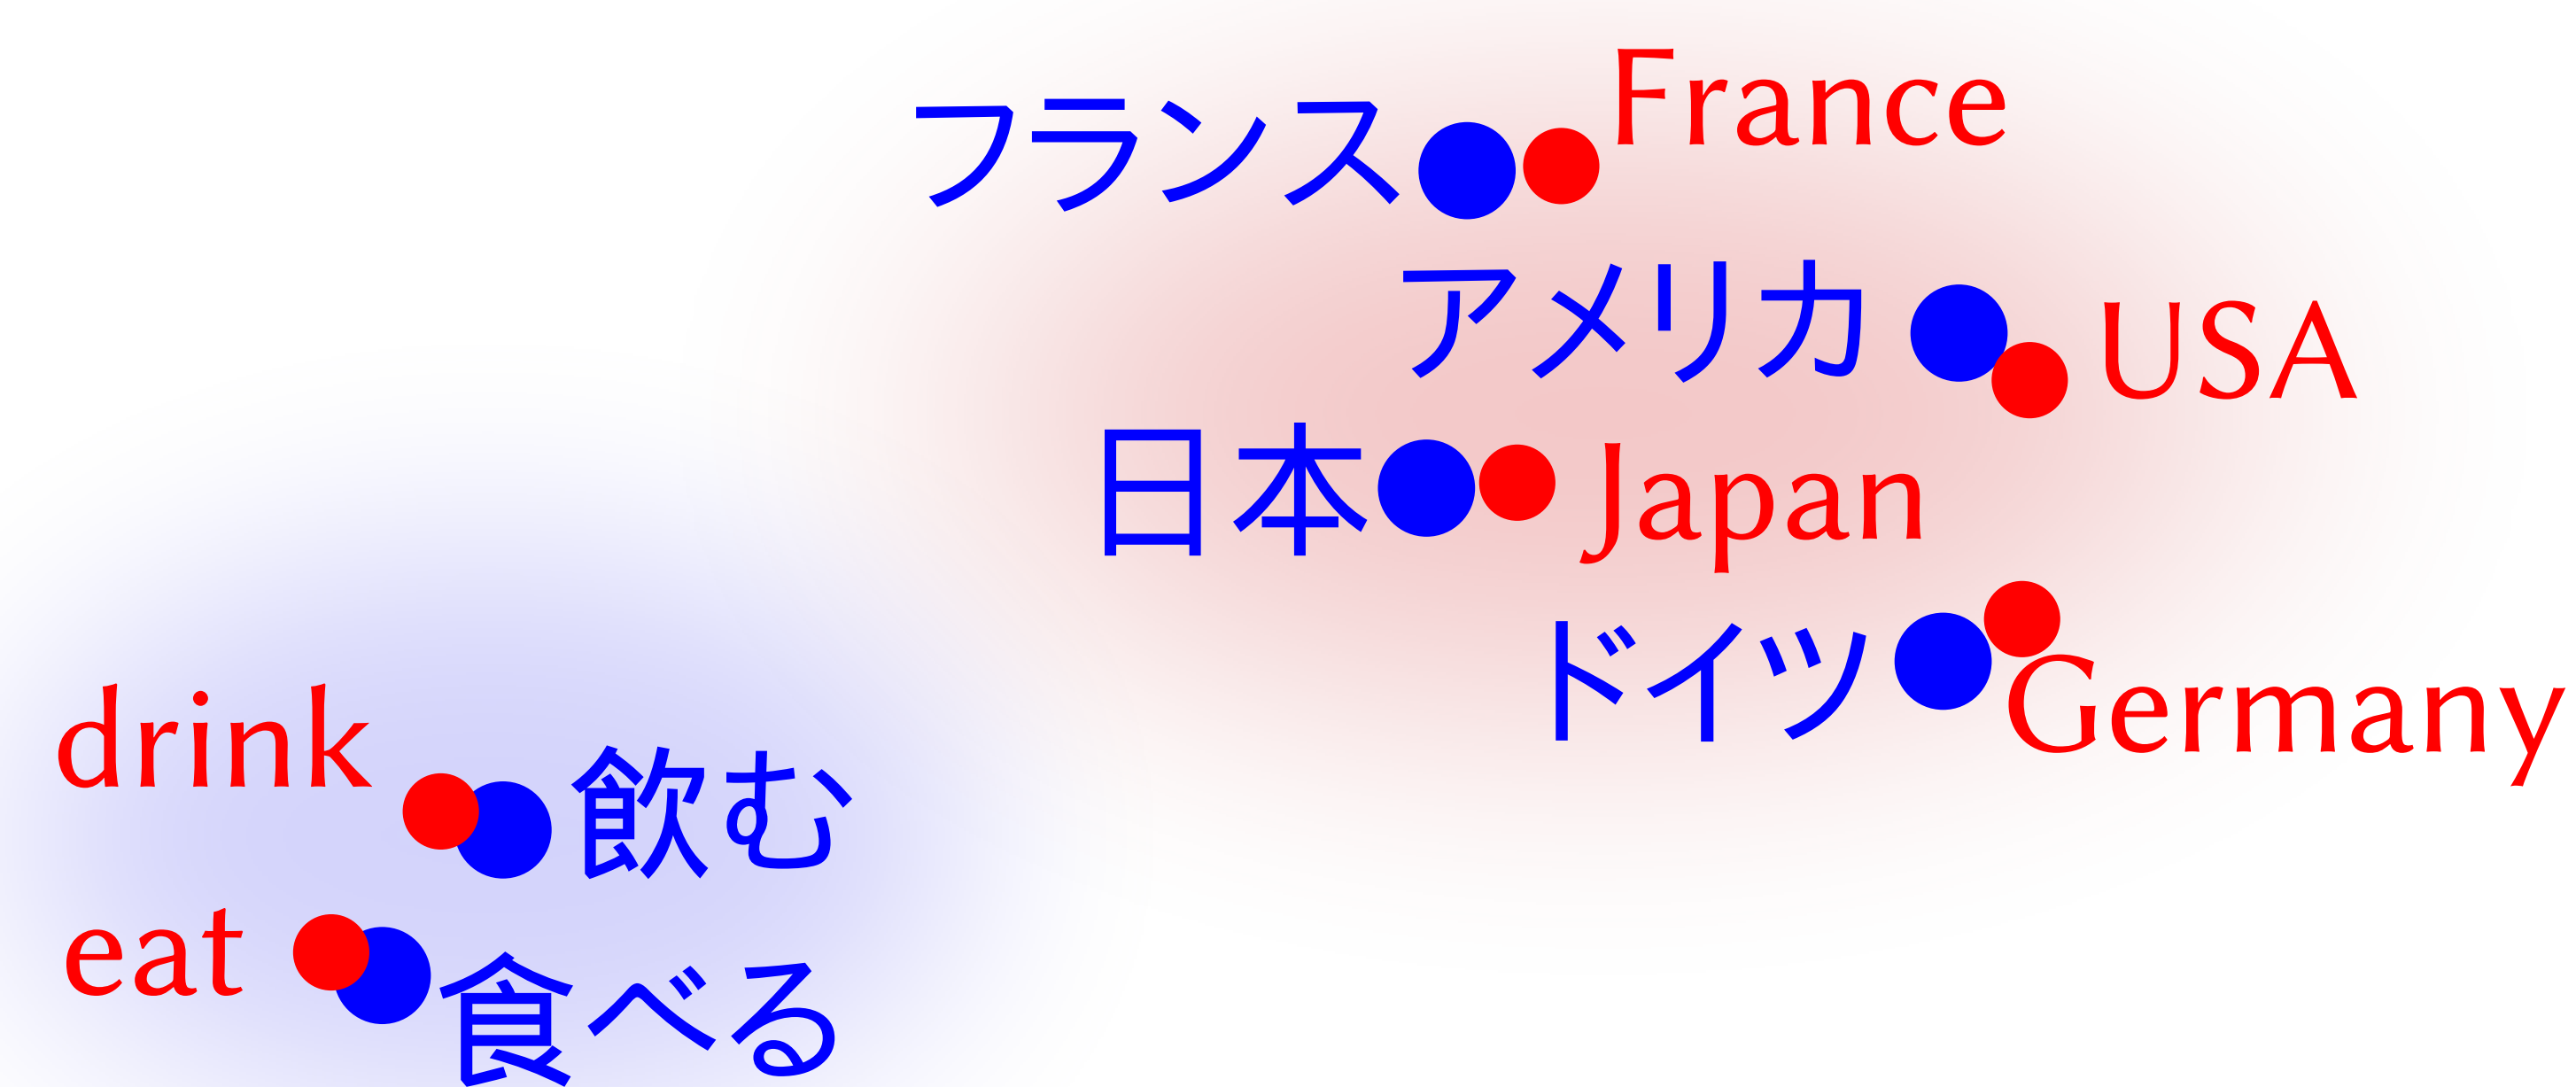 フランス France
アメリカ USA
日本 Japan
ドイツ Germany
drink 飲む
eat 食べる